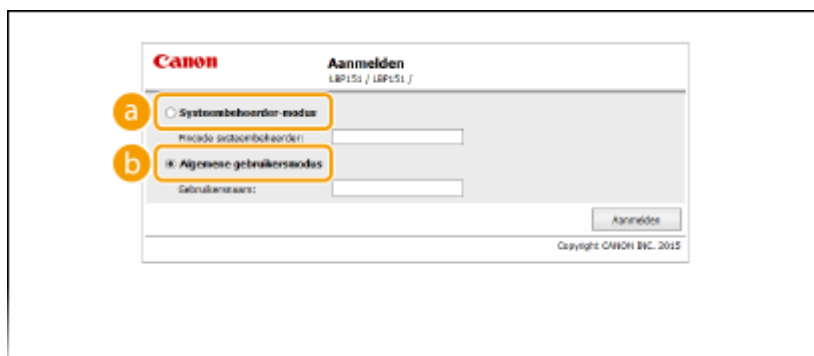 Canon
Aanmelden
LBP151 / LBP151 /
a
Systeembeheerder-modus
Pincode systeembeheerder:
b
Algemene gebruikersmodus
Gebruikersnaam:
Aanmelden
Copyright CANON INC. 2015